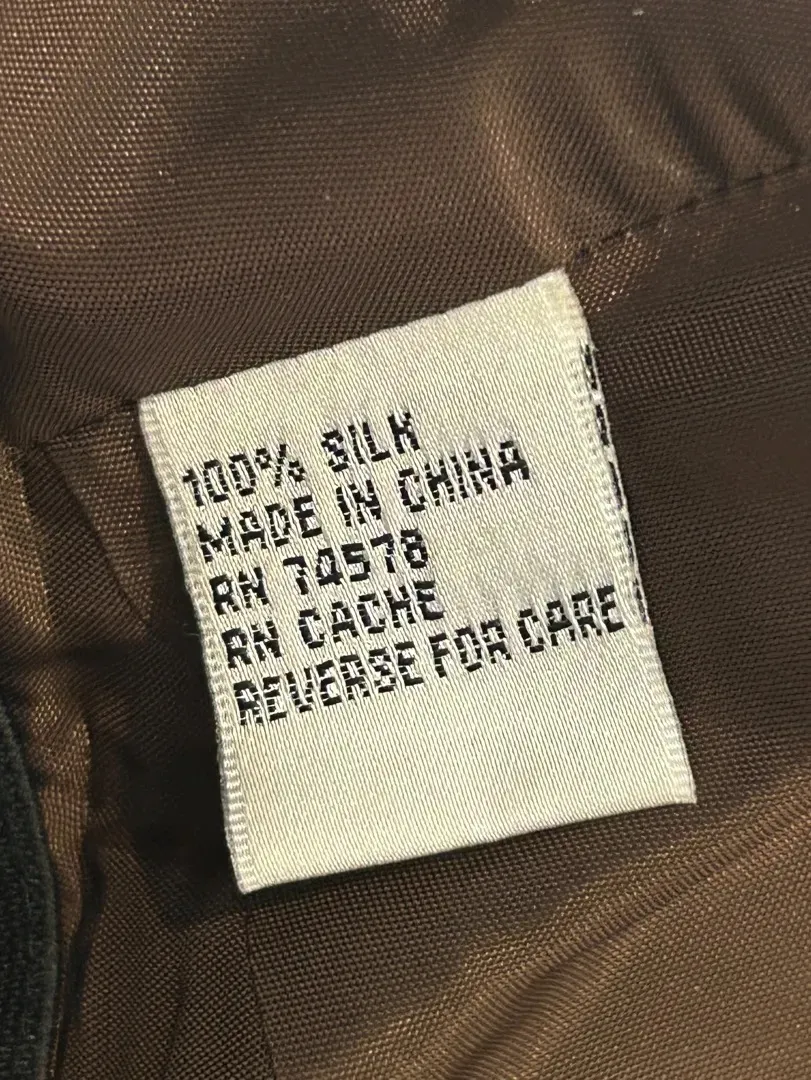 100% SILK
MADE IN CHINA
RN 74578
RN CACHE
REVERSE FOR CARE